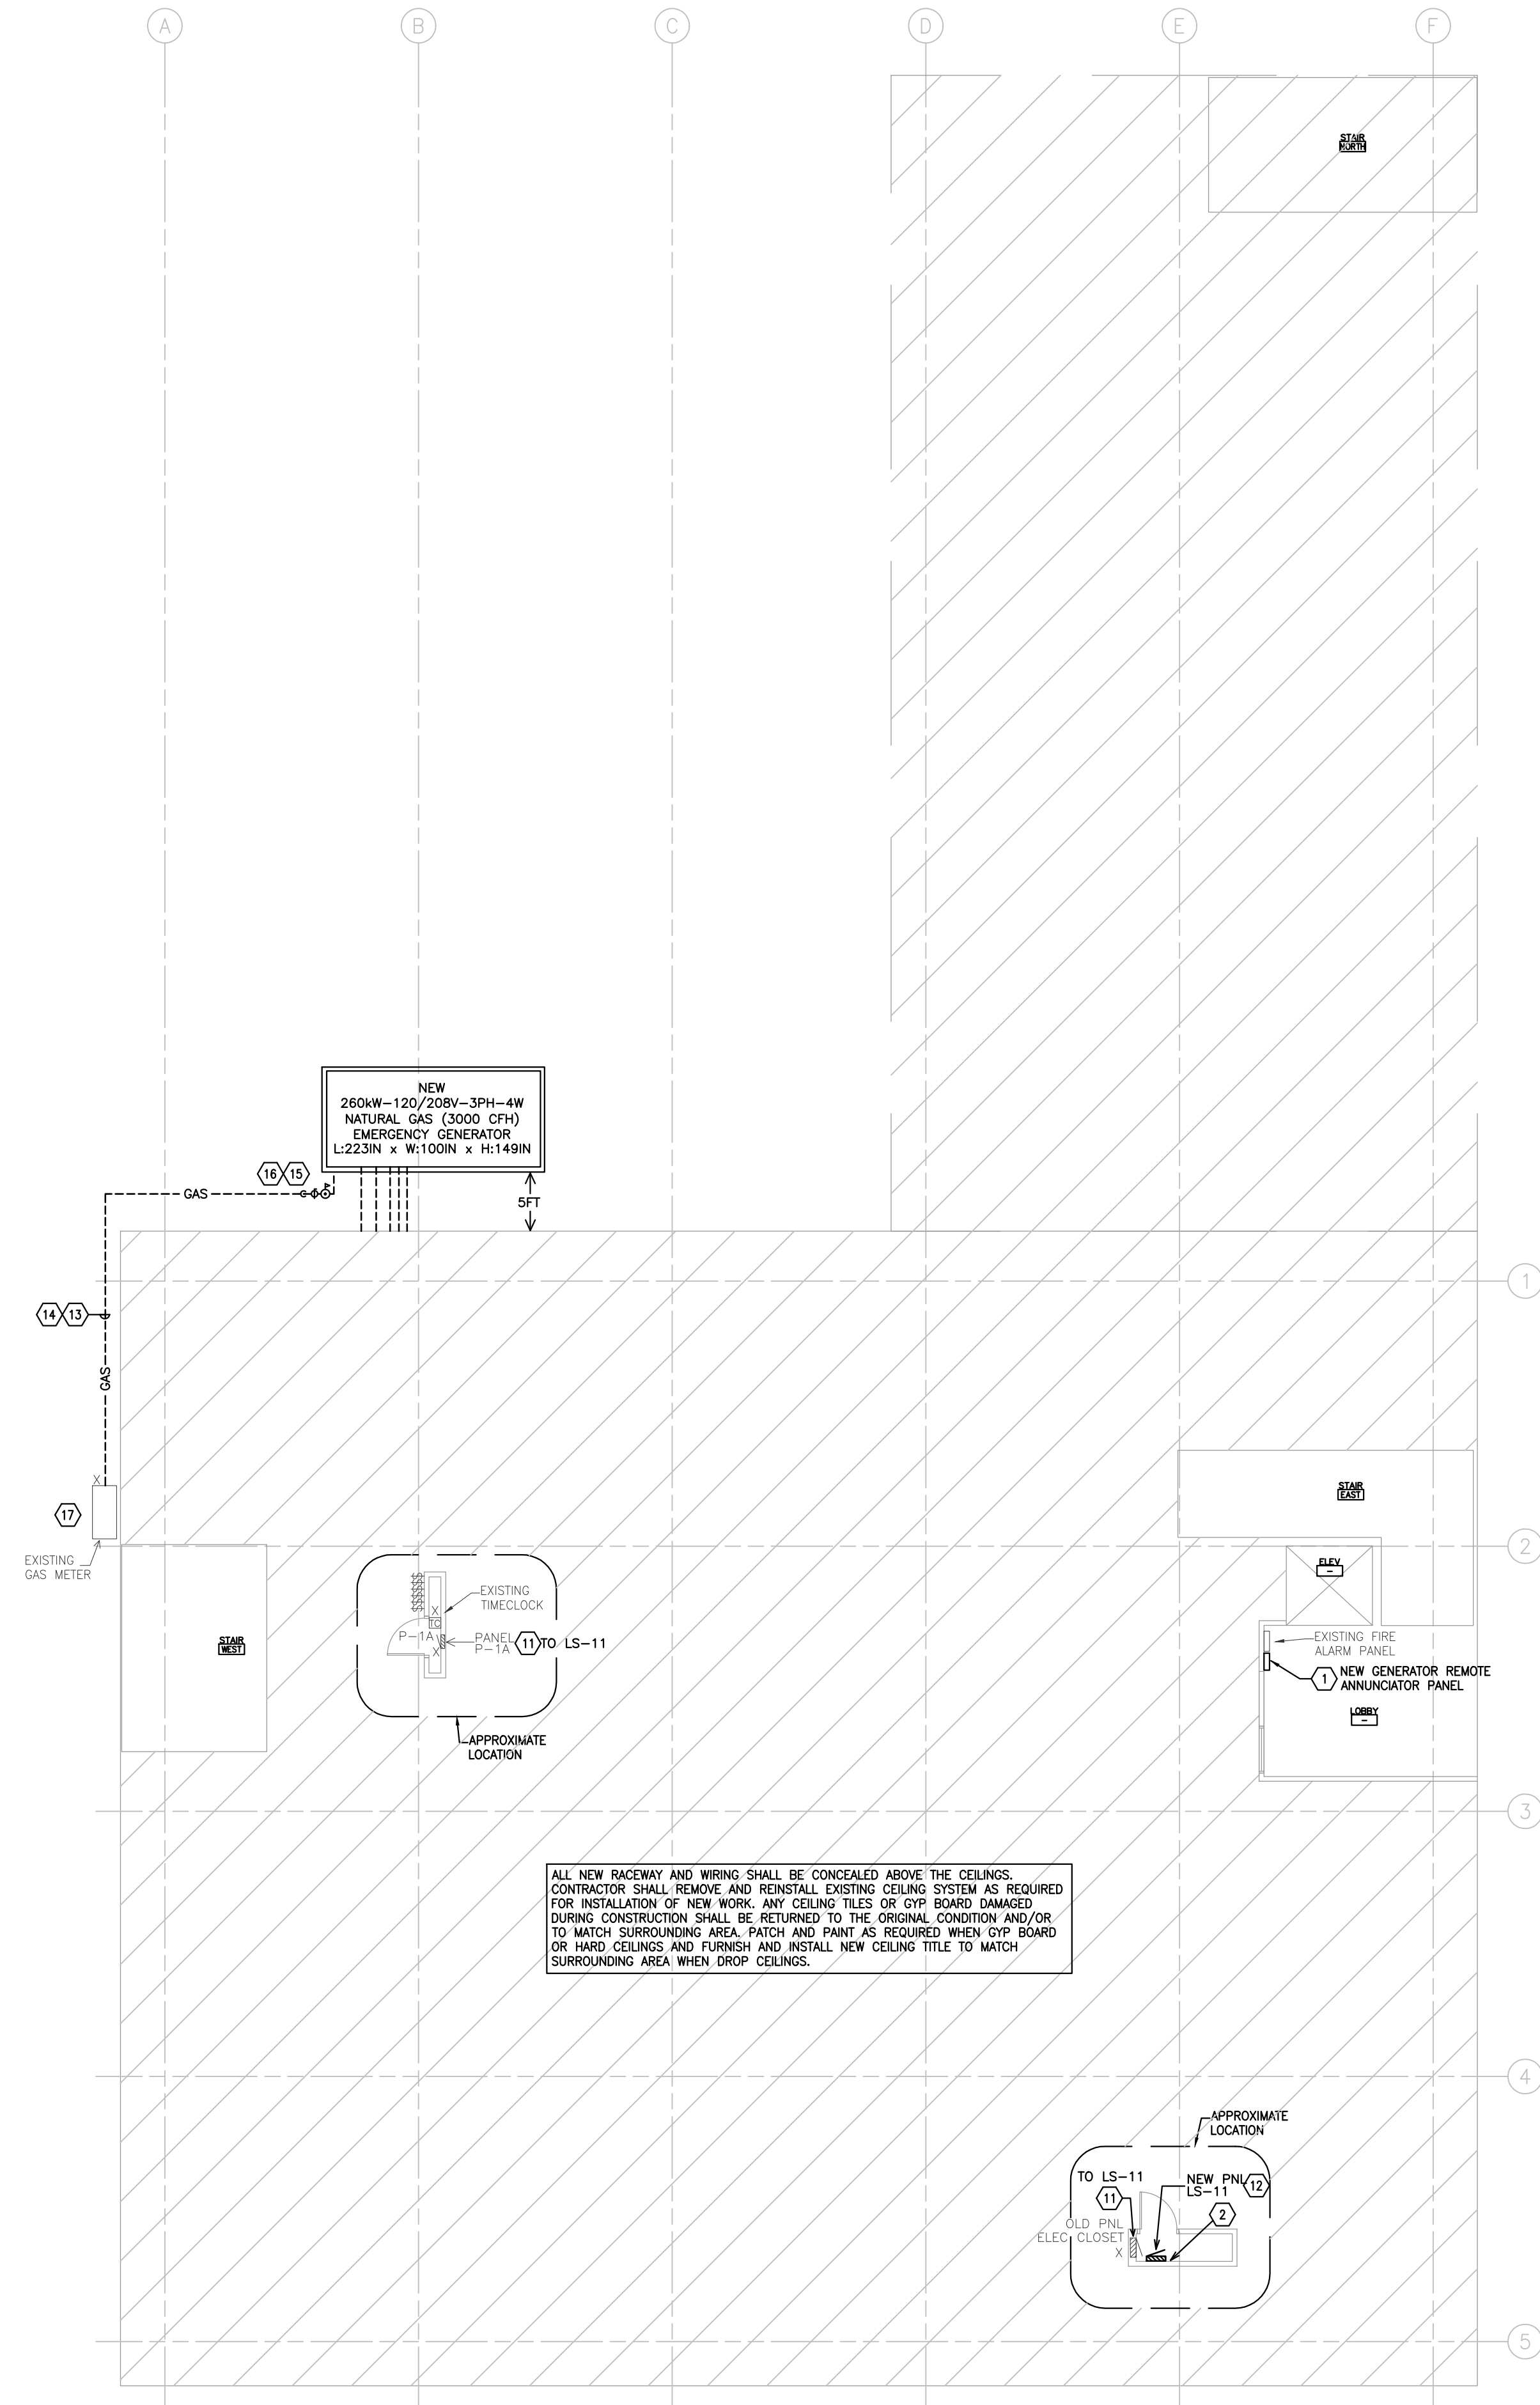 A
B
C
D
E
F
STAIR
NORTH
NEW
260kW-120/208V-3PH-4W
NATURAL GAS (3000 CFH)
EMERGENCY GENERATOR
L:223IN x W:100IN x H:149IN
16
15
GAS
5FT
1
14
13
GAS
X
17
EXISTING
GAS METER
STAIR
EAST
2
ELEV
-
STAIR
WEST
SSSSSS
EXISTING
TIMECLOCK
X
TC
P-1A
X
PANEL
P-1A
11
TO LS-11
APPROXIMATE
LOCATION
EXISTING FIRE
ALARM PANEL
1
NEW GENERATOR REMOTE
ANNUNCIATOR PANEL
LOBBY
-
3
ALL NEW RACEWAY AND WIRING SHALL BE CONCEALED ABOVE THE CEILINGS.
CONTRACTOR SHALL REMOVE AND REINSTALL EXISTING CEILING SYSTEM AS REQUIRED
FOR INSTALLATION OF NEW WORK. ANY CEILING TILES OR GYP BOARD DAMAGED
DURING CONSTRUCTION SHALL BE RETURNED TO THE ORIGINAL CONDITION AND/OR
TO MATCH SURROUNDING AREA. PATCH AND PAINT AS REQUIRED WHEN GYP BOARD
OR HARD CEILINGS AND FURNISH AND INSTALL NEW CEILING TITLE TO MATCH
SURROUNDING AREA WHEN DROP CEILINGS.
4
APPROXIMATE
LOCATION
TO LS-11
11
NEW PNL
LS-11
12
2
OLD PNL
ELEC CLOSET
X
5